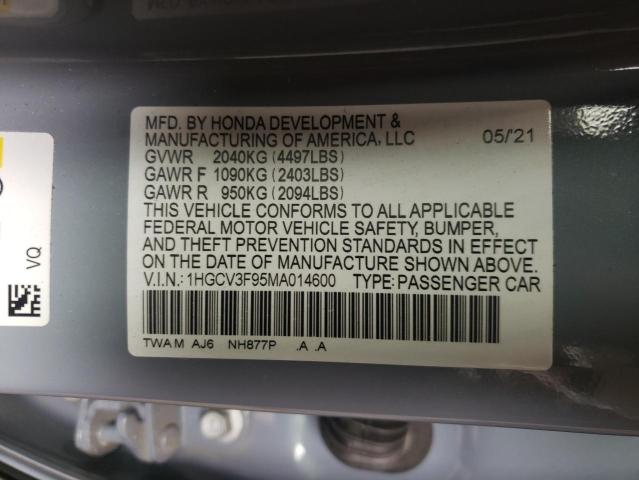 MFD. BY HONDA DEVELOPMENT &
MANUFACTURING OF AMERICA, LLC 05/'21
GVWR 2040KG (4497LBS)
GAWR F 1090KG (2403LBS)
GAWR R 950KG (2094LBS)
THIS VEHICLE CONFORMS TO ALL APPLICABLE
FEDERAL MOTOR VEHICLE SAFETY, BUMPER,
AND THEFT PREVENTION STANDARDS IN EFFECT
ON THE DATE OF MANUFACTURE SHOWN ABOVE.
V.I.N.: 1HGCV3F95MA014600 TYPE: PASSENGER CAR
TWA M AJ6 NH877P .A .A
VQ